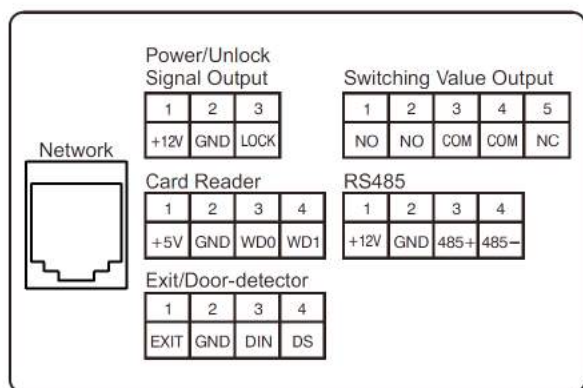 Power/Unlock
Signal Output
1 2 3
+12V GND LOCK
Switching Value Output
1 2 3 4 5
NO NO COM COM NC
Network
Card Reader
1 2 3 4
+5V GND WD0 WD1
RS485
1 2 3 4
+12V GND 485+ 485−
Exit/Door-detector
1 2 3 4
EXIT GND DIN DS